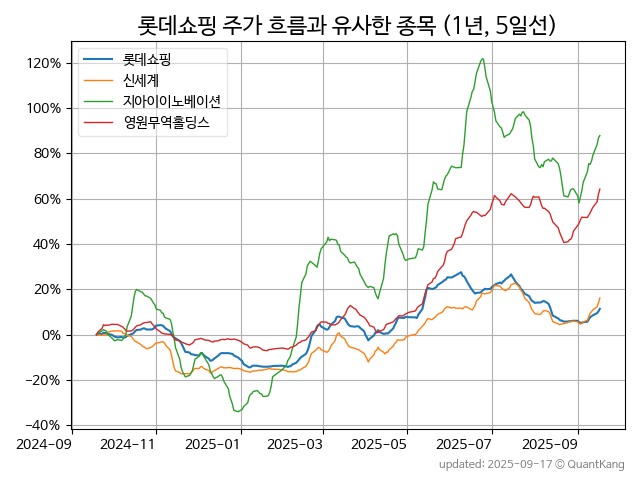 롯데쇼핑 주가 흐름과 유사한 종목 (1년, 5일선)
롯데쇼핑
신세계
지아이이노베이션
영원무역홀딩스
120%
100%
80%
60%
40%
20%
0%
−20%
−40%
2024-09
2024-11
2025-01
2025-03
2025-05
2025-07
2025-09
updated: 2025-09-17 © QuantKang